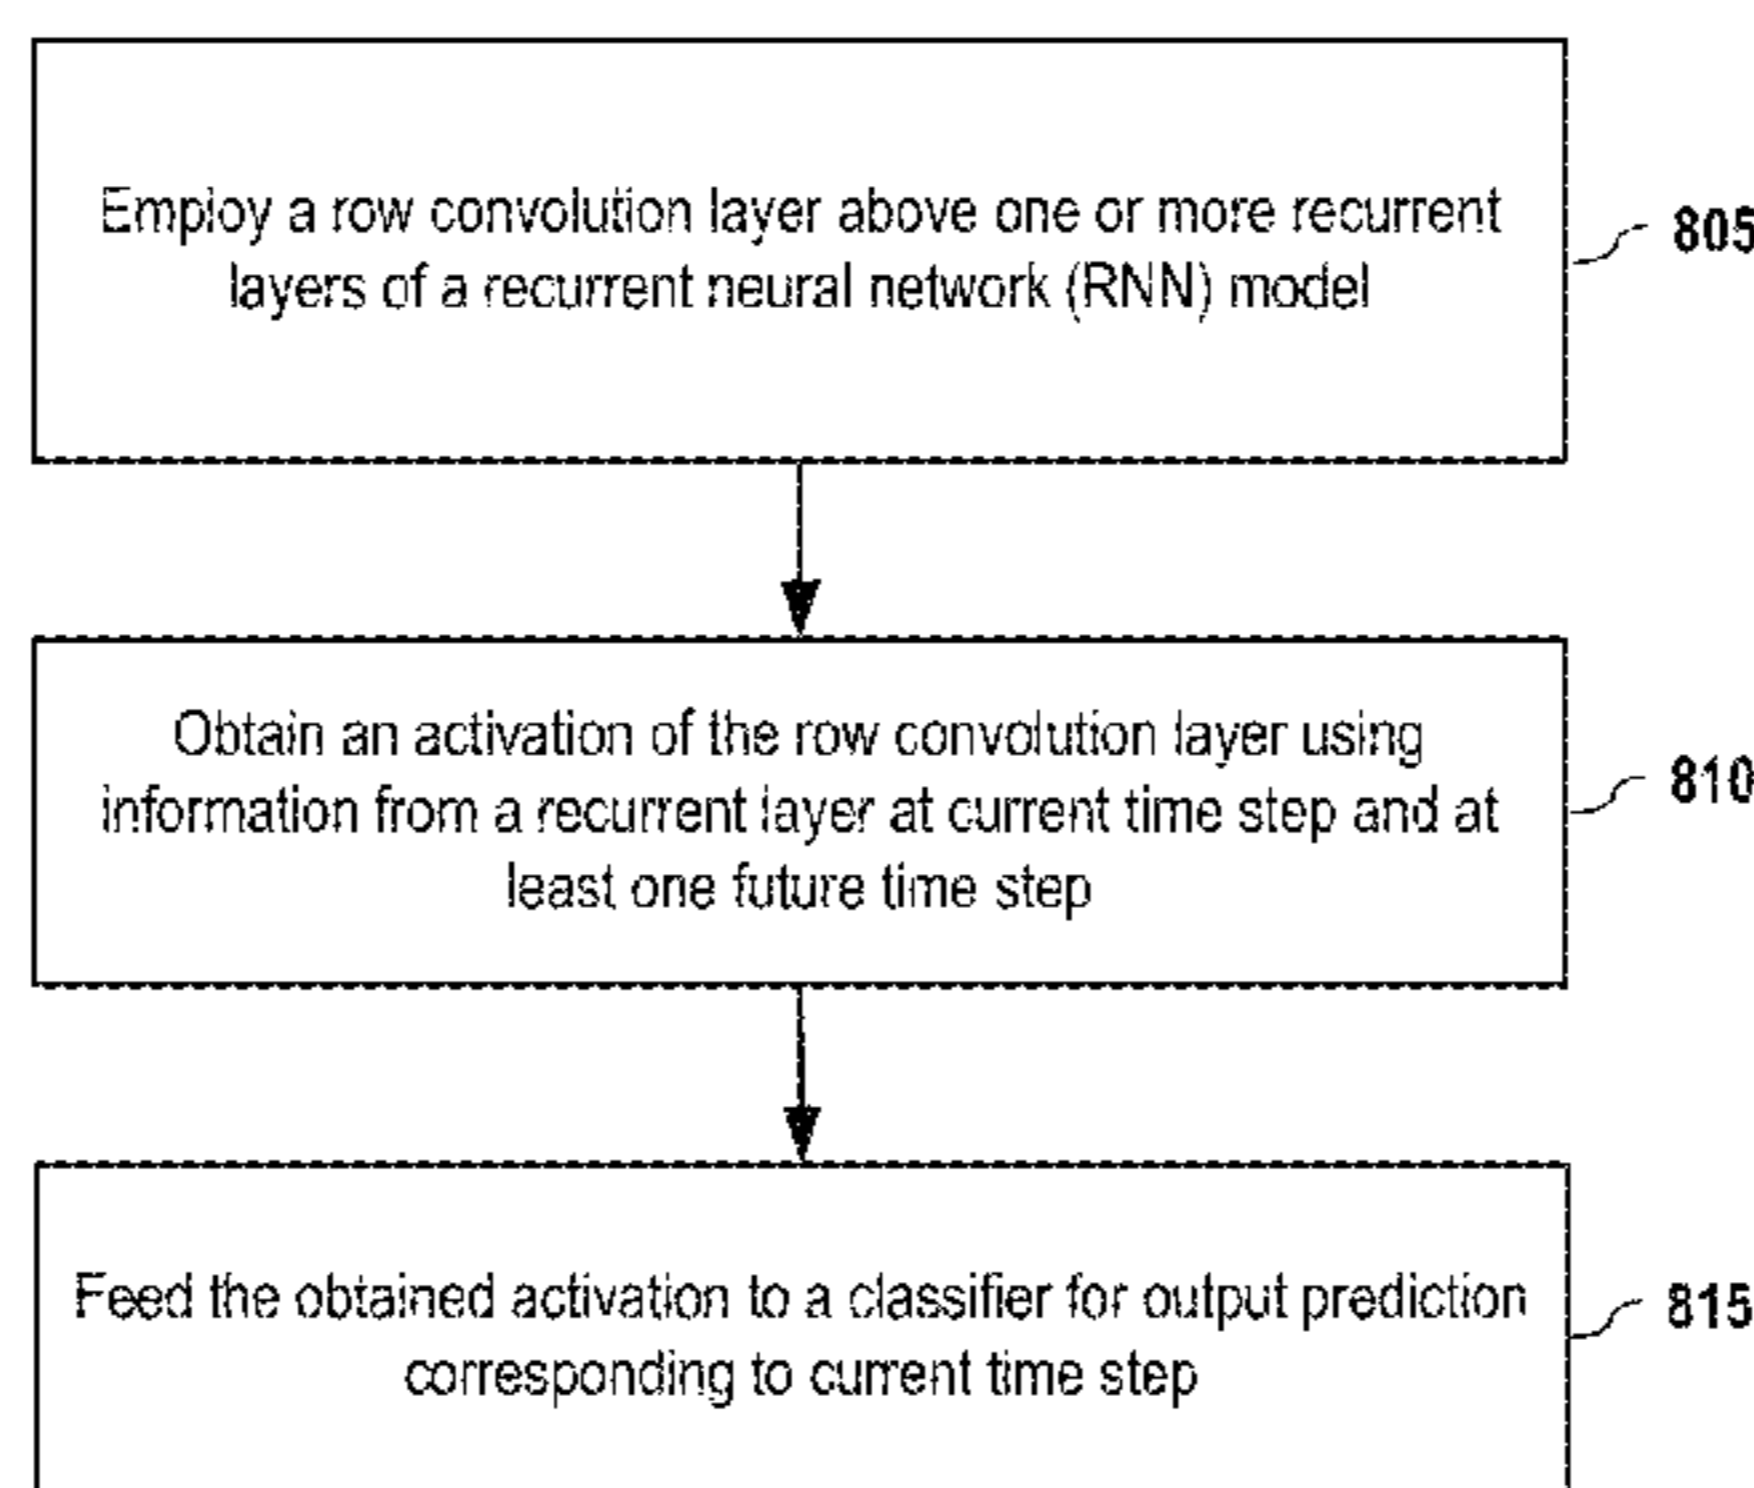 Employ a row convolution layer above one or more recurrent
layers of a recurrent neural network (RNN) model
805
Obtain an activation of the row convolution layer using
information from a recurrent layer at current time step and at
least one future time step
810
Feed the obtained activation to a classifier for output prediction
corresponding to current time step
815